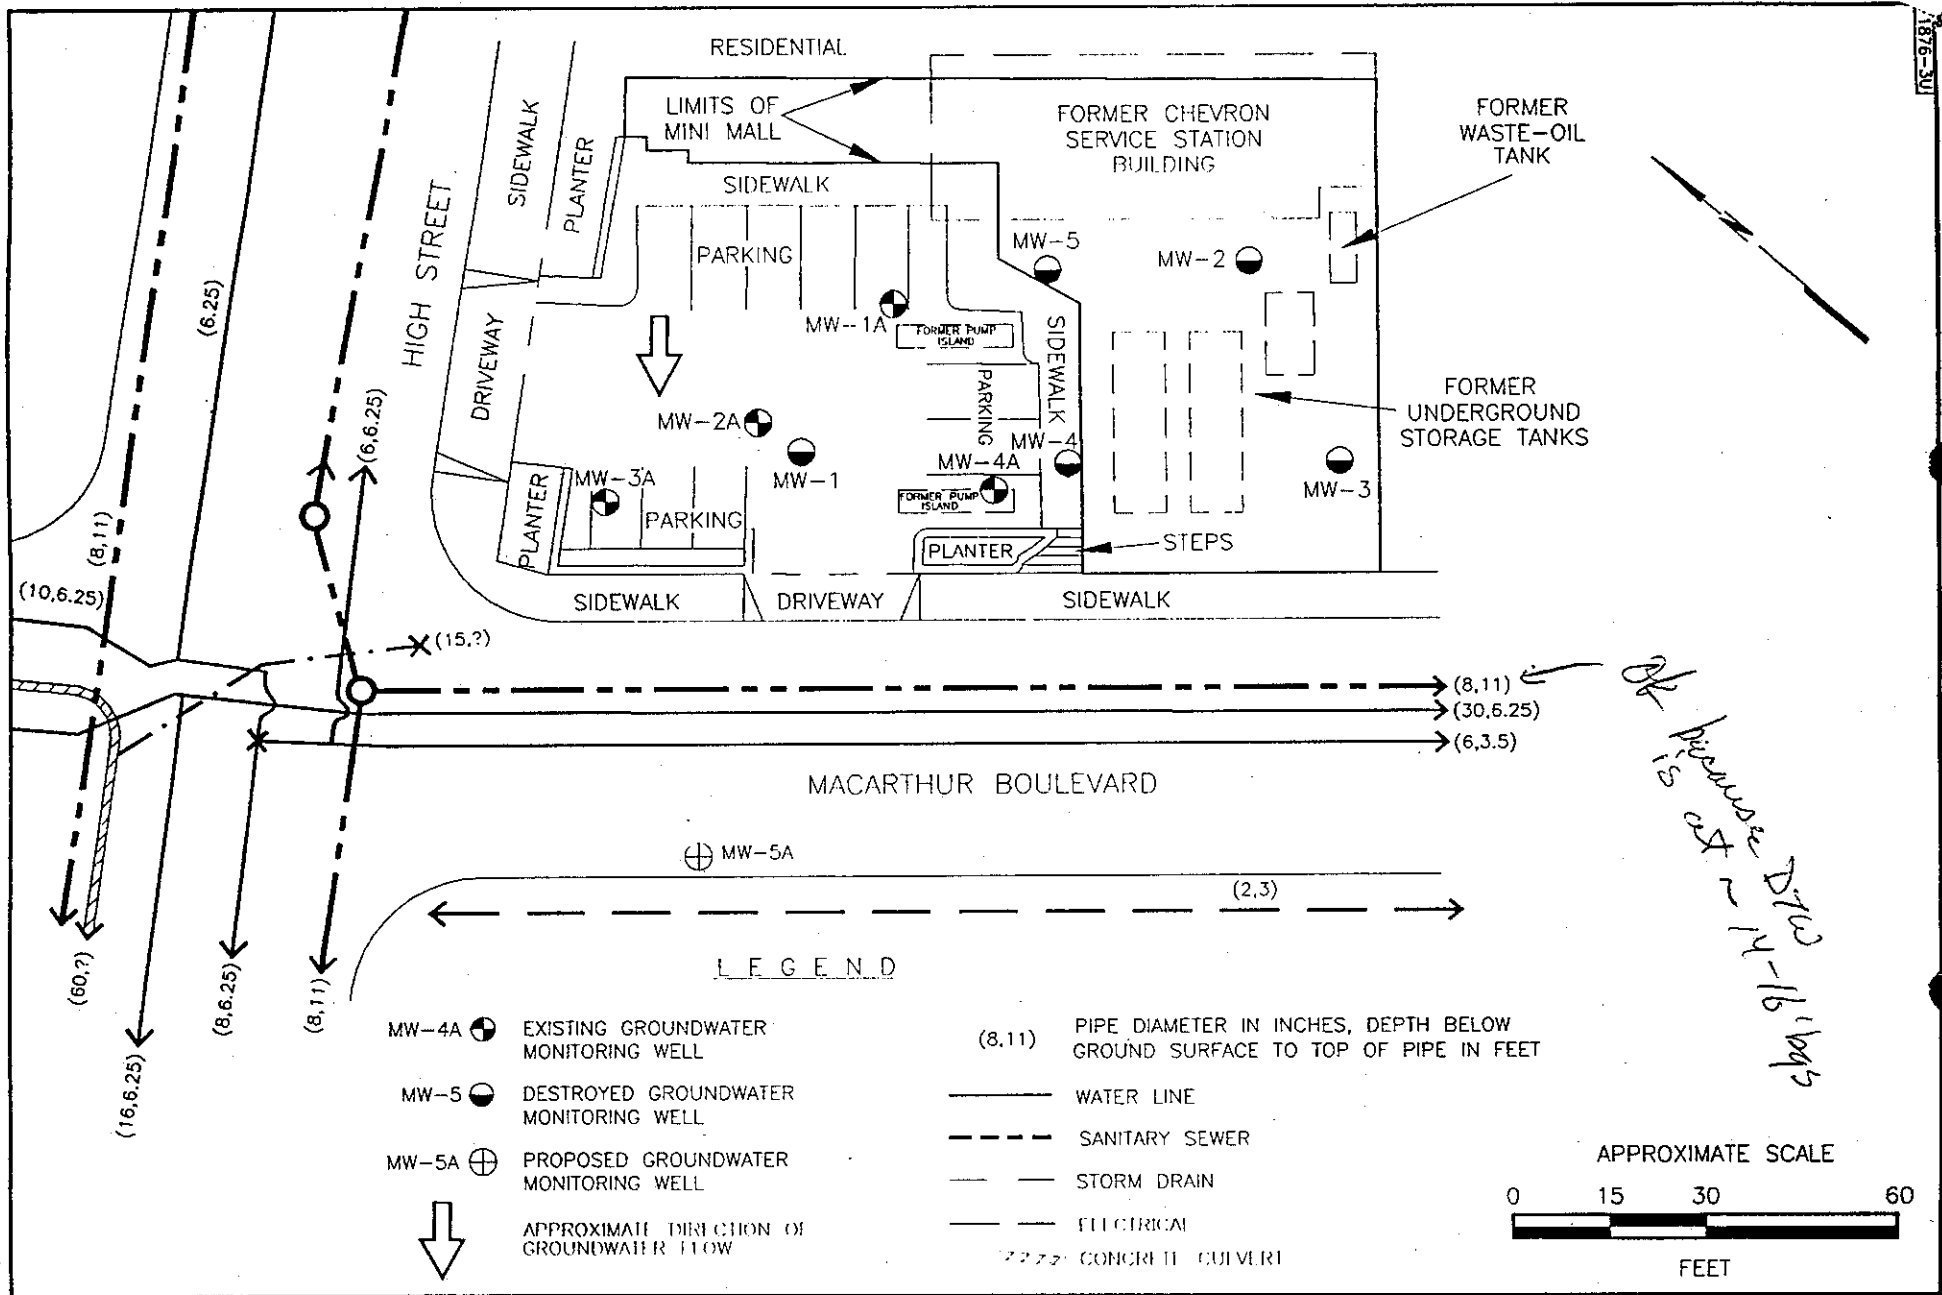 1876-3U
RESIDENTIAL
LIMITS OF
MINI MALL
FORMER CHEVRON
SERVICE STATION
BUILDING
FORMER
WASTE-OIL
TANK
SIDEWALK
PLANTER
SIDEWALK
HIGH STREET
PARKING
MW-5
MW-2
N
(6.25)
MW-1A
FORMER PUMP
ISLAND
SIDEWALK
DRIVEWAY
PARKING
FORMER
UNDERGROUND
STORAGE TANKS
(6,6.25)
MW-2A
MW-1
MW-4
MW-4A
MW-3
MW-3A
PLANTER
PARKING
FORMER PUMP
ISLAND
PLANTER
STEPS
(8,11)
(10,6.25)
SIDEWALK
DRIVEWAY
SIDEWALK
(15,?)
(8,11)
(30,6.25)
(6,3.5)
OK because DTW
is at ~ 14-16' bgs
MACARTHUR BOULEVARD
MW-5A
(2,3)
(60,?)
(16,6.25)
(8,6.25)
(8,11)
LEGEND
MW-4A EXISTING GROUNDWATER
MONITORING WELL
MW-5 DESTROYED GROUNDWATER
MONITORING WELL
MW-5A PROPOSED GROUNDWATER
MONITORING WELL
APPROXIMATE DIRECTION OF
GROUNDWATER FLOW
(8,11) PIPE DIAMETER IN INCHES, DEPTH BELOW
GROUND SURFACE TO TOP OF PIPE IN FEET
WATER LINE
SANITARY SEWER
STORM DRAIN
ELECTRICAL
CONCRETE CULVERT
APPROXIMATE SCALE
0 15 30 60
FEET